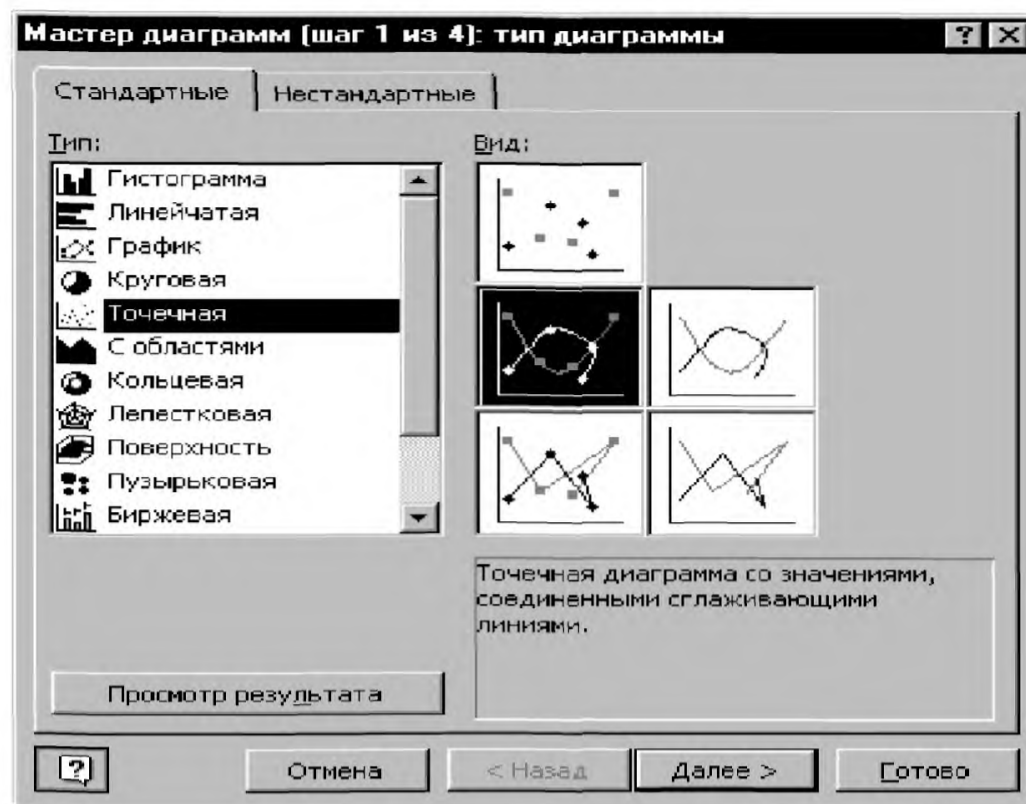 Мастер диаграмм (шаг 1 из 4): тип диаграммы
Стандартные
Нестандартные
Тип:
Гистограмма
Линейчатая
График
Круговая
Точечная
С областями
Кольцевая
Лепестковая
Поверхность
Пузырьковая
Биржевая
Вид:
Точечная диаграмма со значениями,
соединенными сглаживающими
линиями.
Просмотр результата
Отмена
< Назад
Далее >
Готово